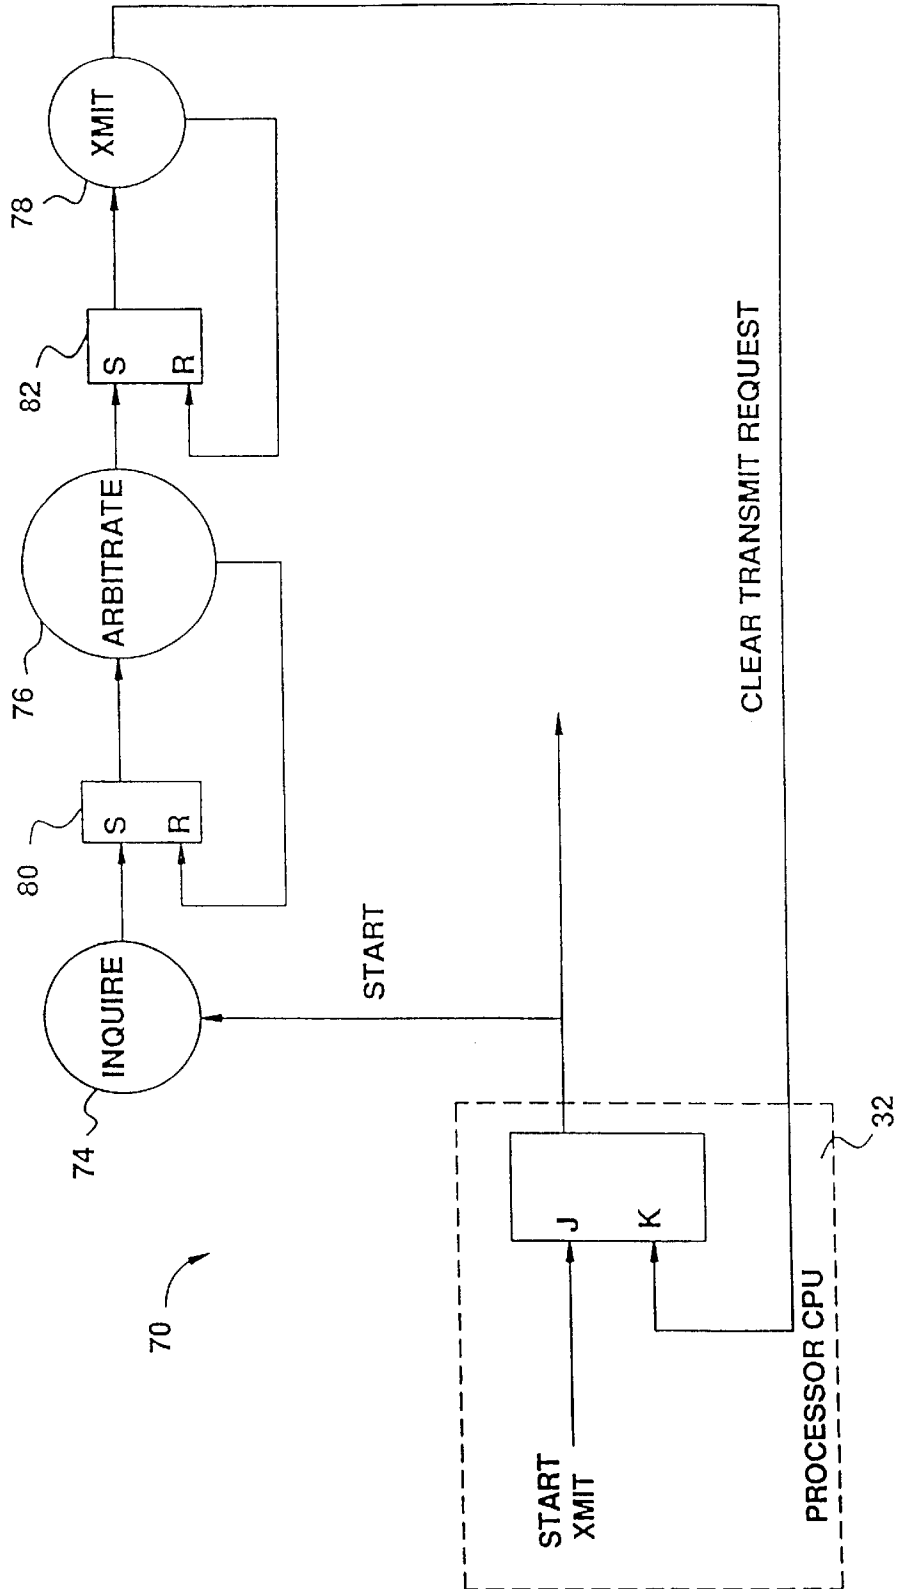 74
INQUIRE
80
S
R
76
ARBITRATE
82
S
R
78
XMIT
70
START
START
XMIT
J
K
PROCESSOR CPU
32
CLEAR TRANSMIT REQUEST